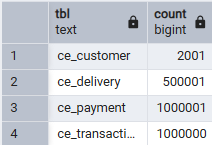 tbl count
text bigint
1 ce_customer 2001
2 ce_delivery 500001
3 ce_payment 1000001
4 ce_transacti... 1000000